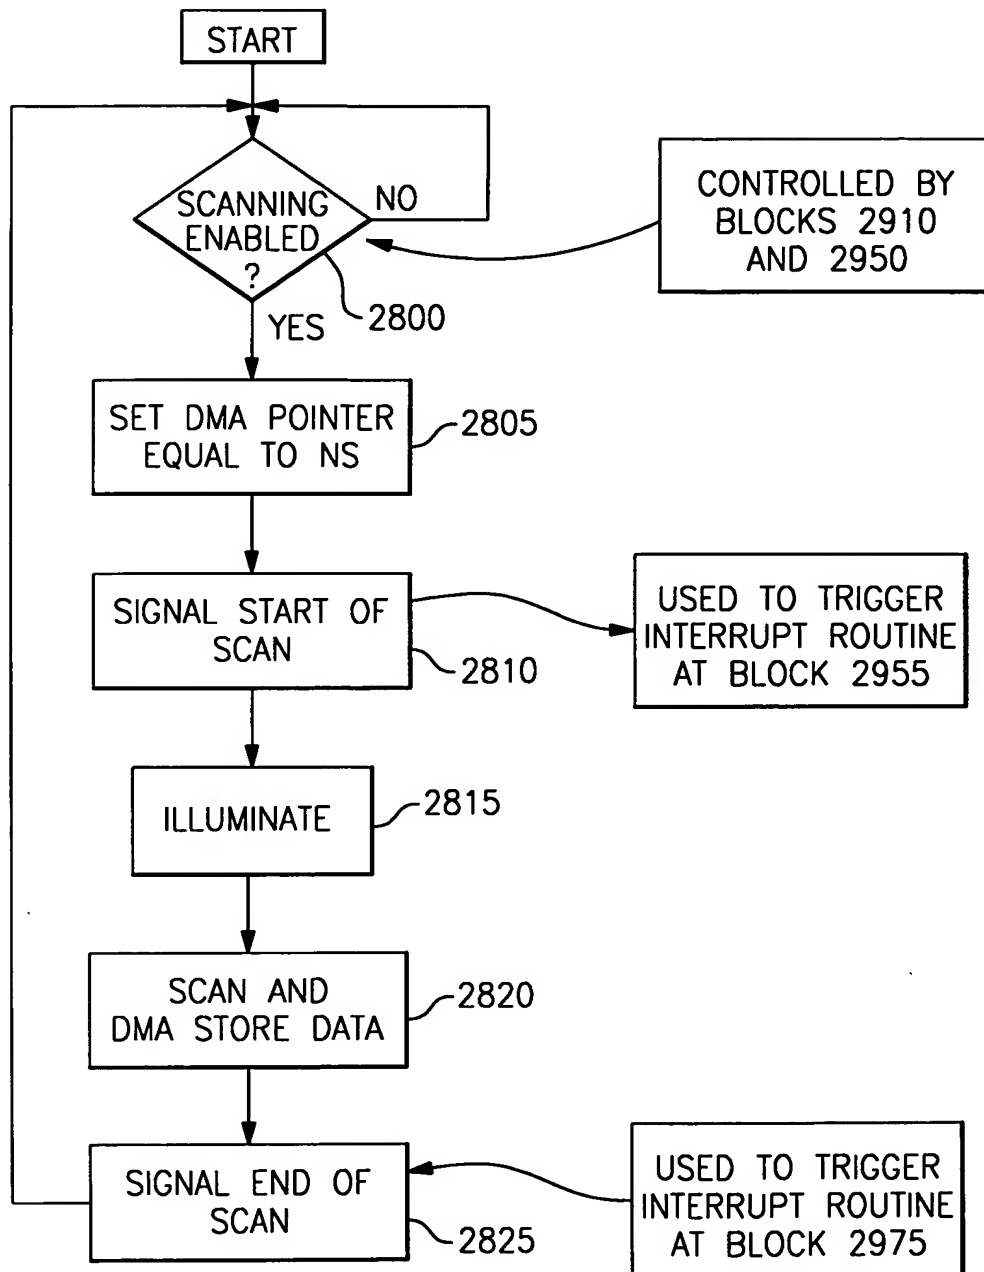 START
SCANNING
ENABLED
?
NO
2800
YES
CONTROLLED BY
BLOCKS 2910
AND 2950
SET DMA POINTER
EQUAL TO NS
2805
SIGNAL START OF
SCAN
2810
USED TO TRIGGER
INTERRUPT ROUTINE
AT BLOCK 2955
ILLUMINATE
2815
SCAN AND
DMA STORE DATA
2820
SIGNAL END OF
SCAN
2825
USED TO TRIGGER
INTERRUPT ROUTINE
AT BLOCK 2975